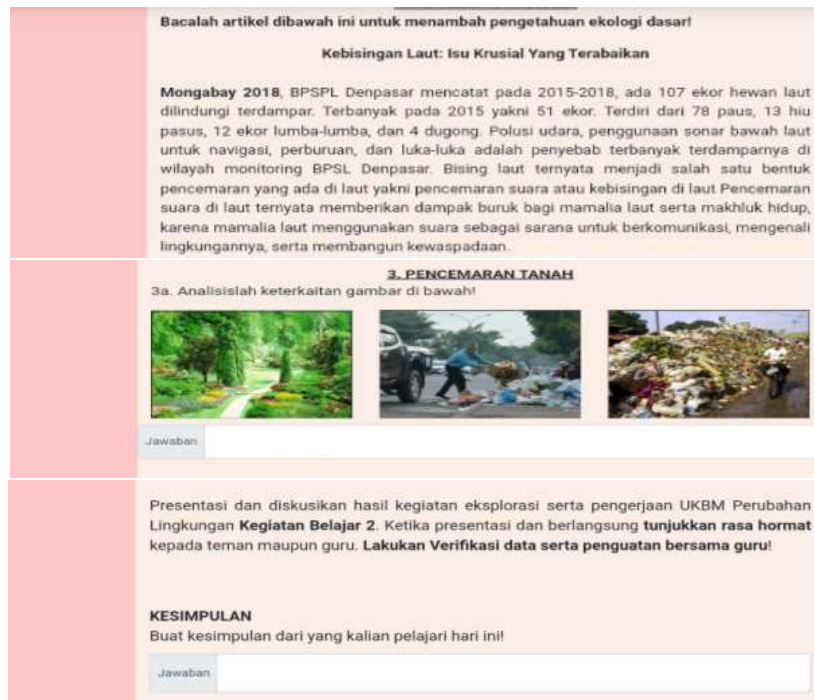 Bacalah artikel dibawah ini untuk menambah pengetahuan ekologi dasar!
Kebisingan Laut: Isu Krusial Yang Terabaikan
Mongabay 2018, BPSPL Denpasar mencatat pada 2015-2018, ada 107 ekor hewan laut
dilindungi terdampar. Terbanyak pada 2015 yakni 51 ekor. Terdiri dari 78 paus, 13 hiu
pasus, 12 ekor lumba-lumba, dan 4 dugong. Polusi udara, penggunaan sonar bawah laut
untuk navigasi, perburuan, dan luka-luka adalah penyebab terbanyak terdamparnya di
wilayah monitoring BPSL Denpasar. Bising laut ternyata menjadi salah satu bentuk
pencemaran yang ada di laut yakni pencemaran suara atau kebisingan di laut Pencemaran
suara di laut ternyata memberikan dampak buruk bagi mamalia laut serta makhluk hidup,
karena mamalia laut menggunakan suara sebagai sarana untuk berkomunikasi, mengenali
lingkungannya, serta membangun kewaspadaan.
3. PENCEMARAN TANAH
3a. Analisislah keterkaitan gambar di bawah!
Jawaban
Presentasi dan diskusikan hasil kegiatan eksplorasi serta pengerjaan UKBM Perubahan
Lingkungan Kegiatan Belajar 2. Ketika presentasi dan berlangsung tunjukkan rasa hormat
kepada teman maupun guru. Lakukan Verifikasi data serta penguatan bersama guru!
KESIMPULAN
Buat kesimpulan dari yang kalian pelajari hari ini!
Jawaban